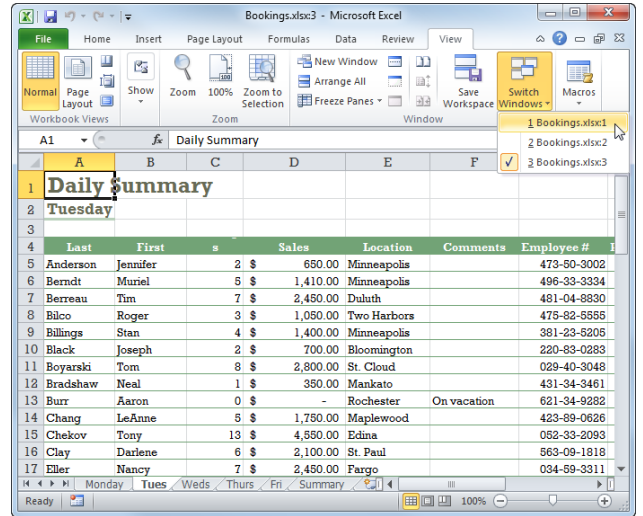 Bookings.xlsx:3 - Microsoft Excel
File Home Insert Page Layout Formulas Data Review View
Normal Page Layout Show Zoom 100% Zoom to Selection New Window Arrange All Freeze Panes Save Workspace Switch Windows Macros
Workbook Views Zoom Window
1 Bookings.xlsx:1
2 Bookings.xlsx:2
3 Bookings.xlsx:3
A1 fx Daily Summary
A B C D E F
1 Daily Summary
2 Tuesday
3
4 Last First s Sales Location Comments Employee #
5 Anderson Jennifer 2 $ 650.00 Minneapolis 473-50-3002
6 Berndt Muriel 5 $ 1,410.00 Minneapolis 496-33-3334
7 Berreau Tim 7 $ 2,450.00 Duluth 481-04-8830
8 Bilco Roger 3 $ 1,050.00 Two Harbors 475-82-5555
9 Billings Stan 4 $ 1,400.00 Minneapolis 381-23-5205
10 Black Joseph 2 $ 700.00 Bloomington 220-83-0283
11 Boyarski Tom 8 $ 2,800.00 St. Cloud 029-40-3048
12 Bradshaw Neal 1 $ 350.00 Mankato 431-34-3461
13 Burr Aaron 0 $ - Rochester On vacation 621-34-9282
14 Chang LeAnne 5 $ 1,750.00 Maplewood 423-89-0626
15 Chekov Tony 13 $ 4,550.00 Edina 052-33-2093
16 Clay Darlene 6 $ 2,100.00 St. Paul 563-09-1818
17 Eller Nancy 7 $ 2,450.00 Fargo 034-59-3311
Monday Tues Weds Thurs Fri Summary
Ready 100%